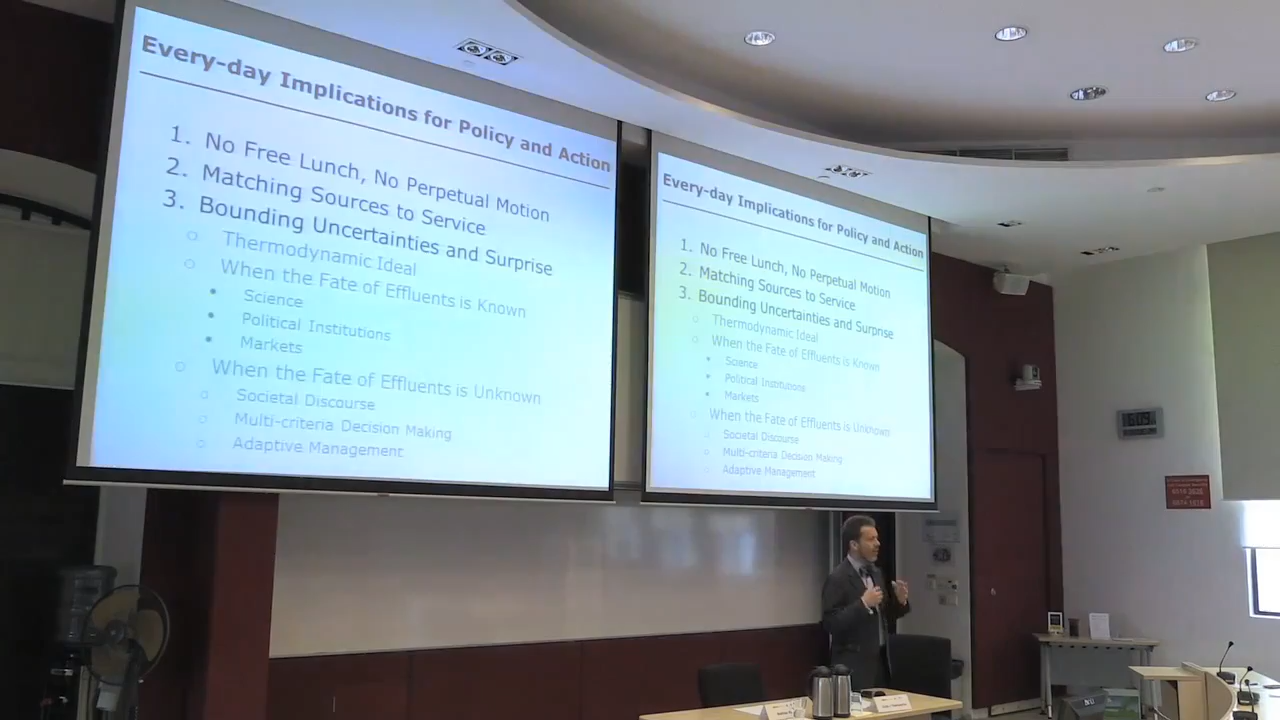 Every-day Implications for Policy and Action
1. No Free Lunch, No Perpetual Motion
2. Matching Sources to Service
3. Bounding Uncertainties and Surprise
Thermodynamic Ideal
When the Fate of Effluents is Known
Science
Political Institutions
Markets
When the Fate of Effluents is Unknown
Societal Discourse
Multi-criteria Decision Making
Adaptive Management
Every-day Implications for Policy and Action
1. No Free Lunch, No Perpetual Motion
2. Matching Sources to Service
3. Bounding Uncertainties and Surprise
Thermodynamic Ideal
When the Fate of Effluents is Known
Science
Political Institutions
Markets
When the Fate of Effluents is Unknown
Societal Discourse
Multi-criteria Decision Making
Adaptive Management